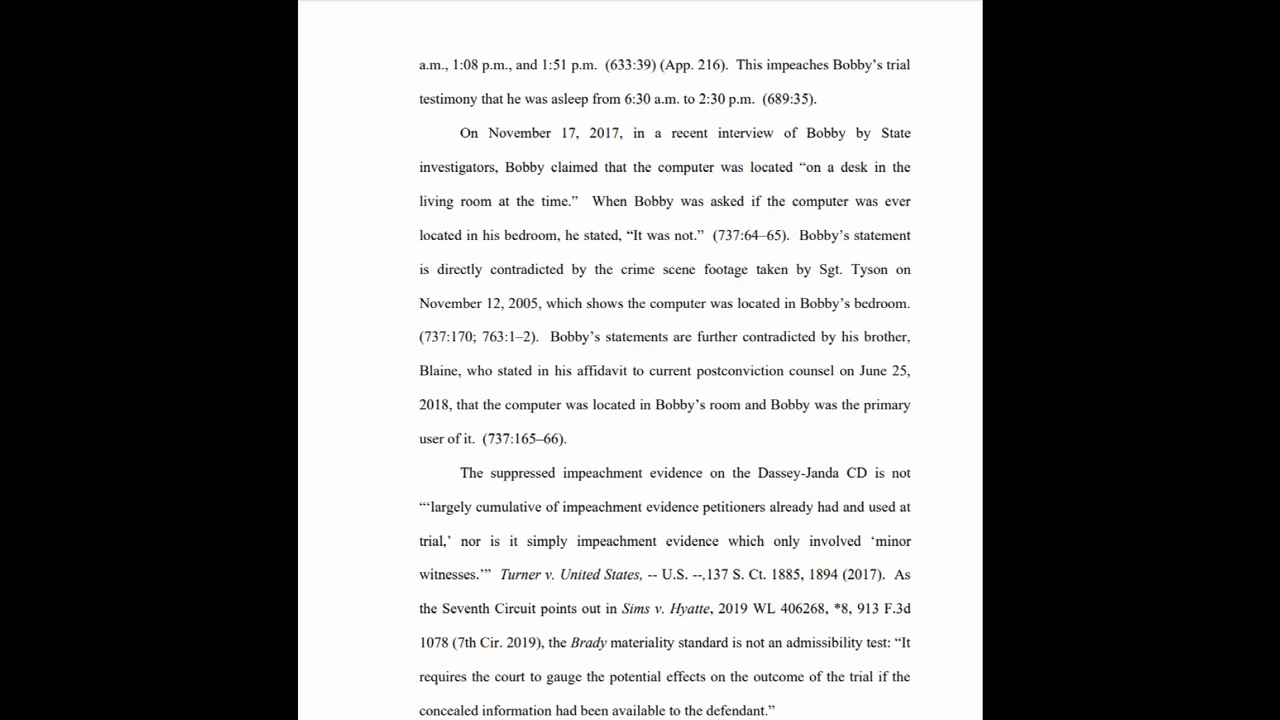 a.m., 1:08 p.m., and 1:51 p.m.  (633:39) (App. 216).  This impeaches Bobby’s trial
testimony that he was asleep from 6:30 a.m. to 2:30 p.m.  (689:35).
On November 17, 2017, in a recent interview of Bobby by State
investigators, Bobby claimed that the computer was located “on a desk in the
living room at the time.”  When Bobby was asked if the computer was ever
located in his bedroom, he stated, “It was not.”  (737:64–65).  Bobby’s statement
is directly contradicted by the crime scene footage taken by Sgt. Tyson on
November 12, 2005, which shows the computer was located in Bobby’s bedroom.
(737:170; 763:1–2).  Bobby’s statements are further contradicted by his brother,
Blaine, who stated in his affidavit to current postconviction counsel on June 25,
2018, that the computer was located in Bobby’s room and Bobby was the primary
user of it.  (737:165–66).
The suppressed impeachment evidence on the Dassey-Janda CD is not
“‘largely cumulative of impeachment evidence petitioners already had and used at
trial,’ nor is it simply impeachment evidence which only involved ‘minor
witnesses.’”  Turner v. United States, -- U.S. --,137 S. Ct. 1885, 1894 (2017).  As
the Seventh Circuit points out in Sims v. Hyatte, 2019 WL 406268, *8, 913 F.3d
1078 (7th Cir. 2019), the Brady materiality standard is not an admissibility test: “It
requires the court to gauge the potential effects on the outcome of the trial if the
concealed information had been available to the defendant.”